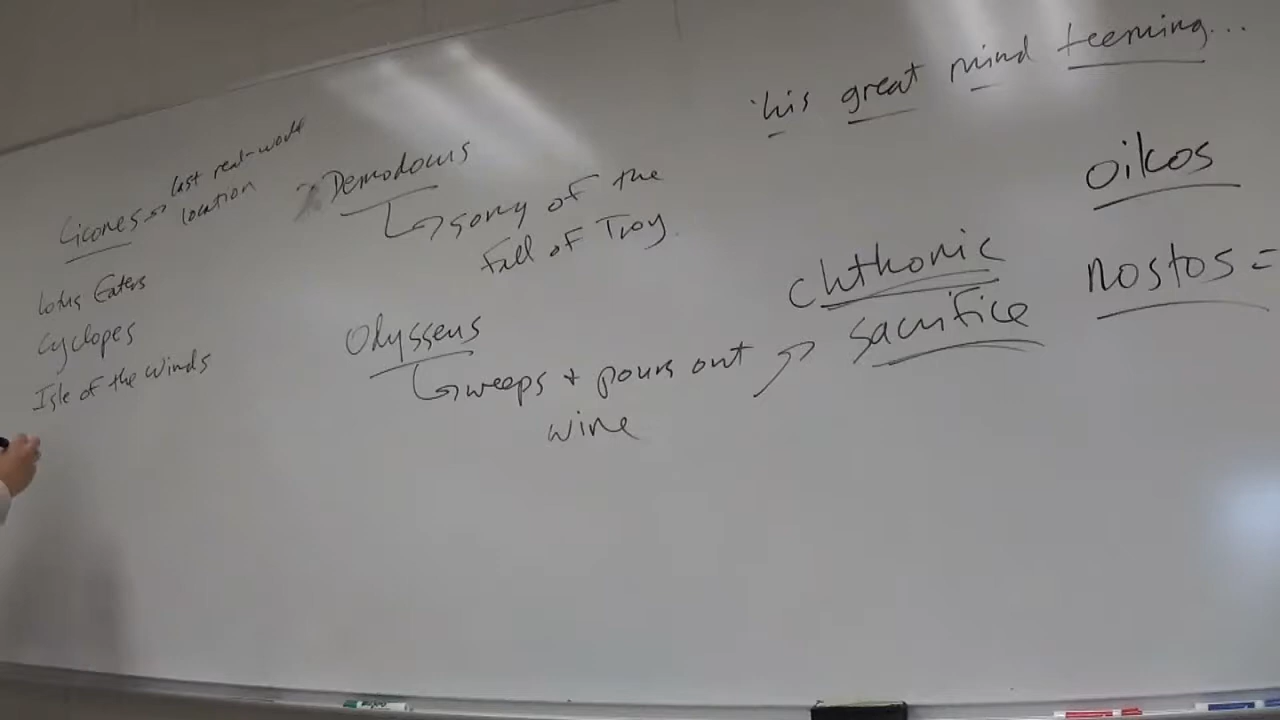 'his great mind teeming...
Cicones → last real-world
location
Lotus Eaters
Cyclopes
Isle of the Winds
Demodocus
↳ song of the
fall of Troy.
Odysseus
↳ weeps + pours out
wine
→ chthonic
sacrifice
oikos
nostos =